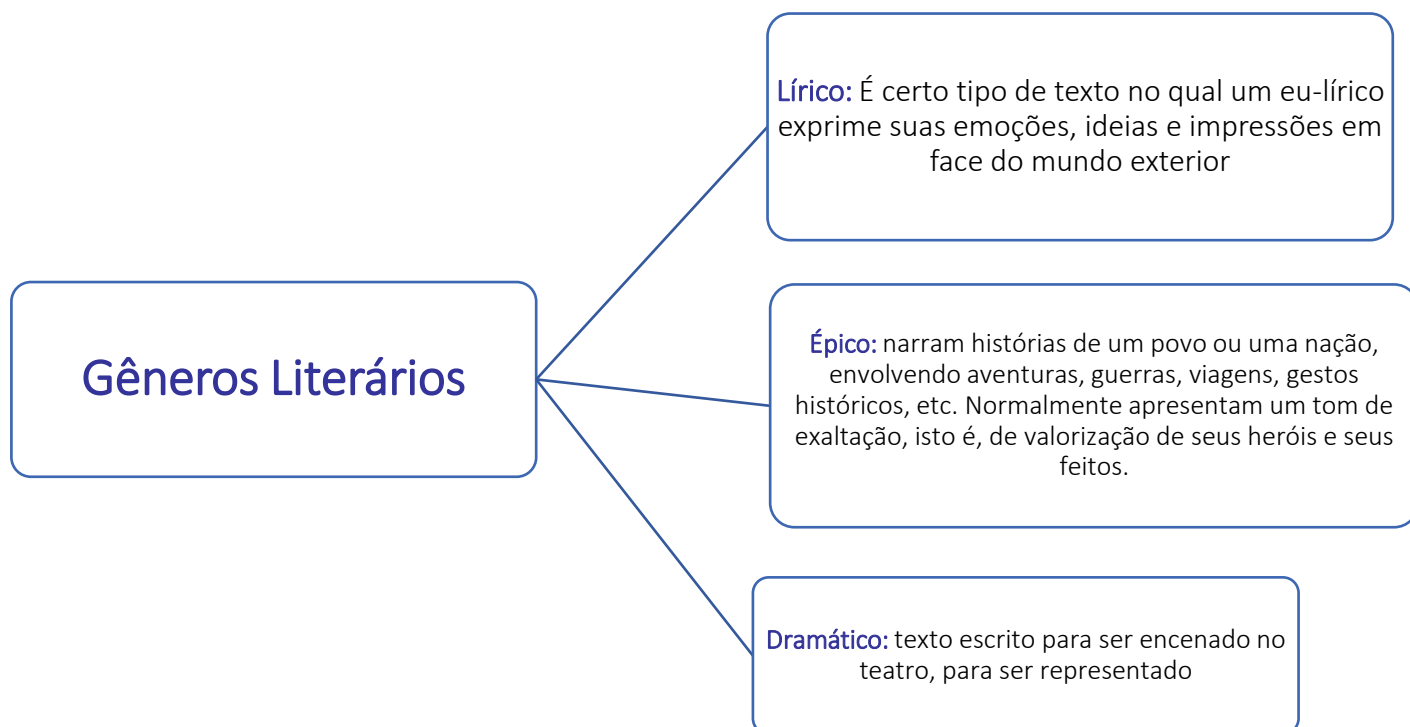 Gêneros Literários
Lírico: É certo tipo de texto no qual um eu-lírico
exprime suas emoções, ideias e impressões em
face do mundo exterior
Épico: narram histórias de um povo ou uma nação,
envolvendo aventuras, guerras, viagens, gestos
históricos, etc. Normalmente apresentam um tom de
exaltação, isto é, de valorização de seus heróis e seus
feitos.
Dramático: texto escrito para ser encenado no
teatro, para ser representado